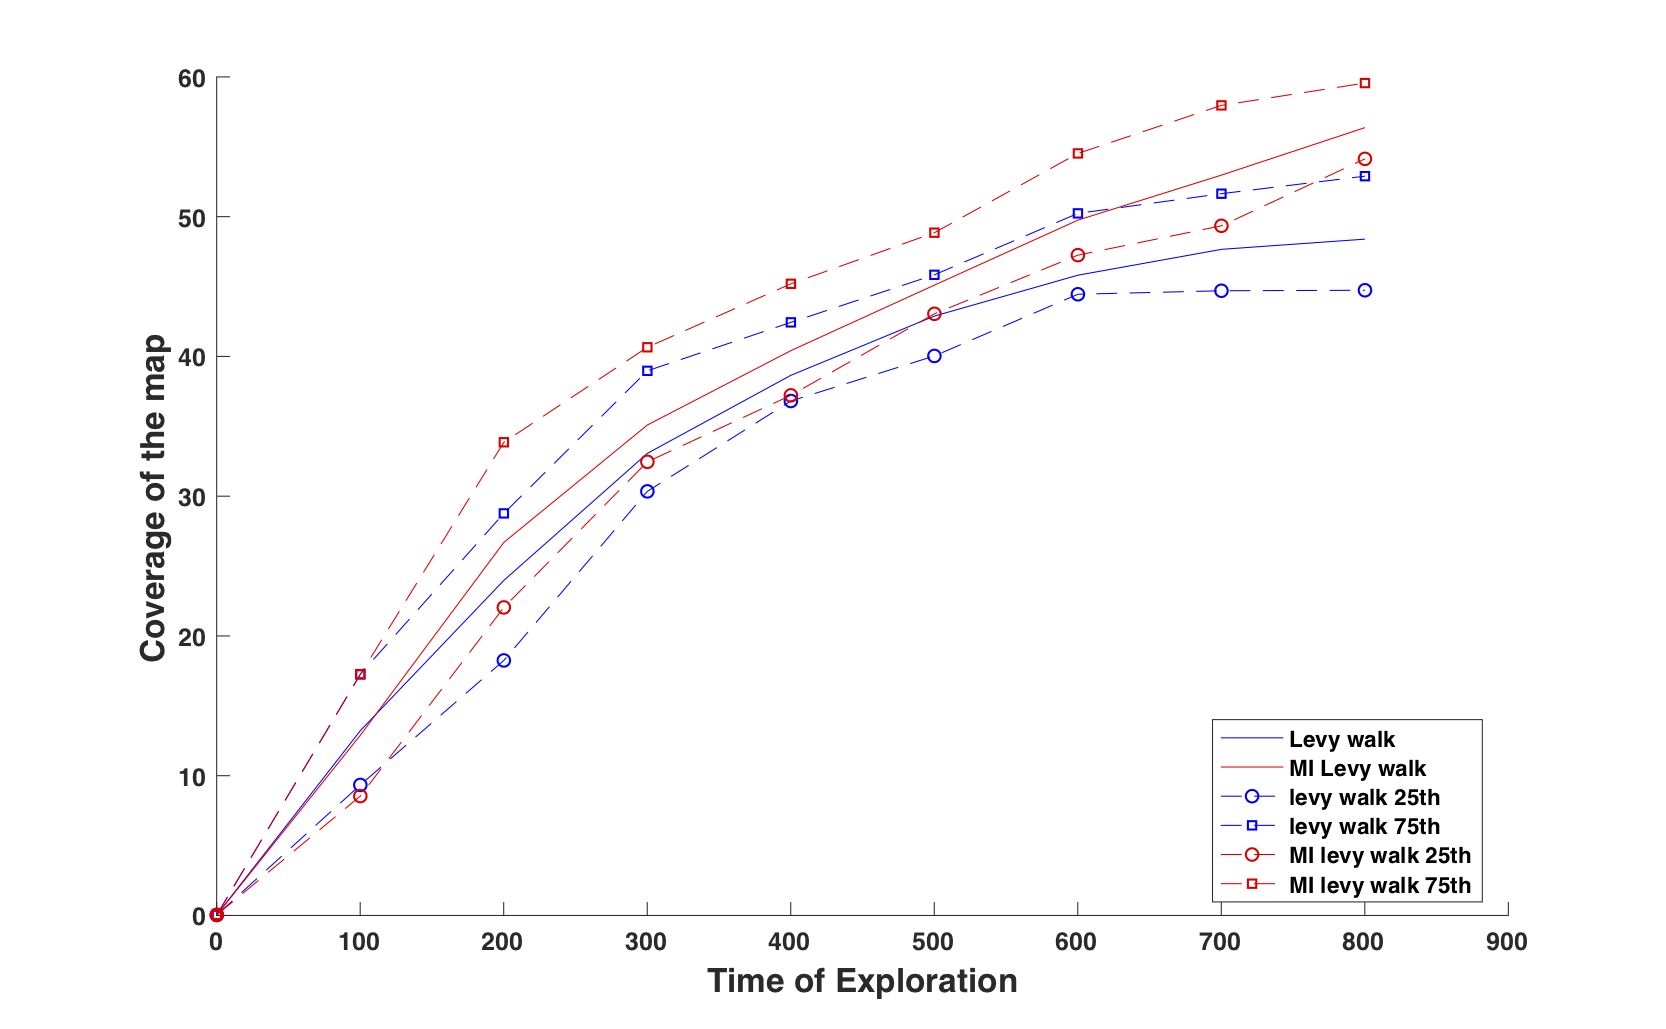 60
50
40
30
20
10
0
Coverage of the map
0 100 200 300 400 500 600 700 800 900
Time of Exploration
Levy walk
MI Levy walk
levy walk 25th
levy walk 75th
MI levy walk 25th
MI levy walk 75th